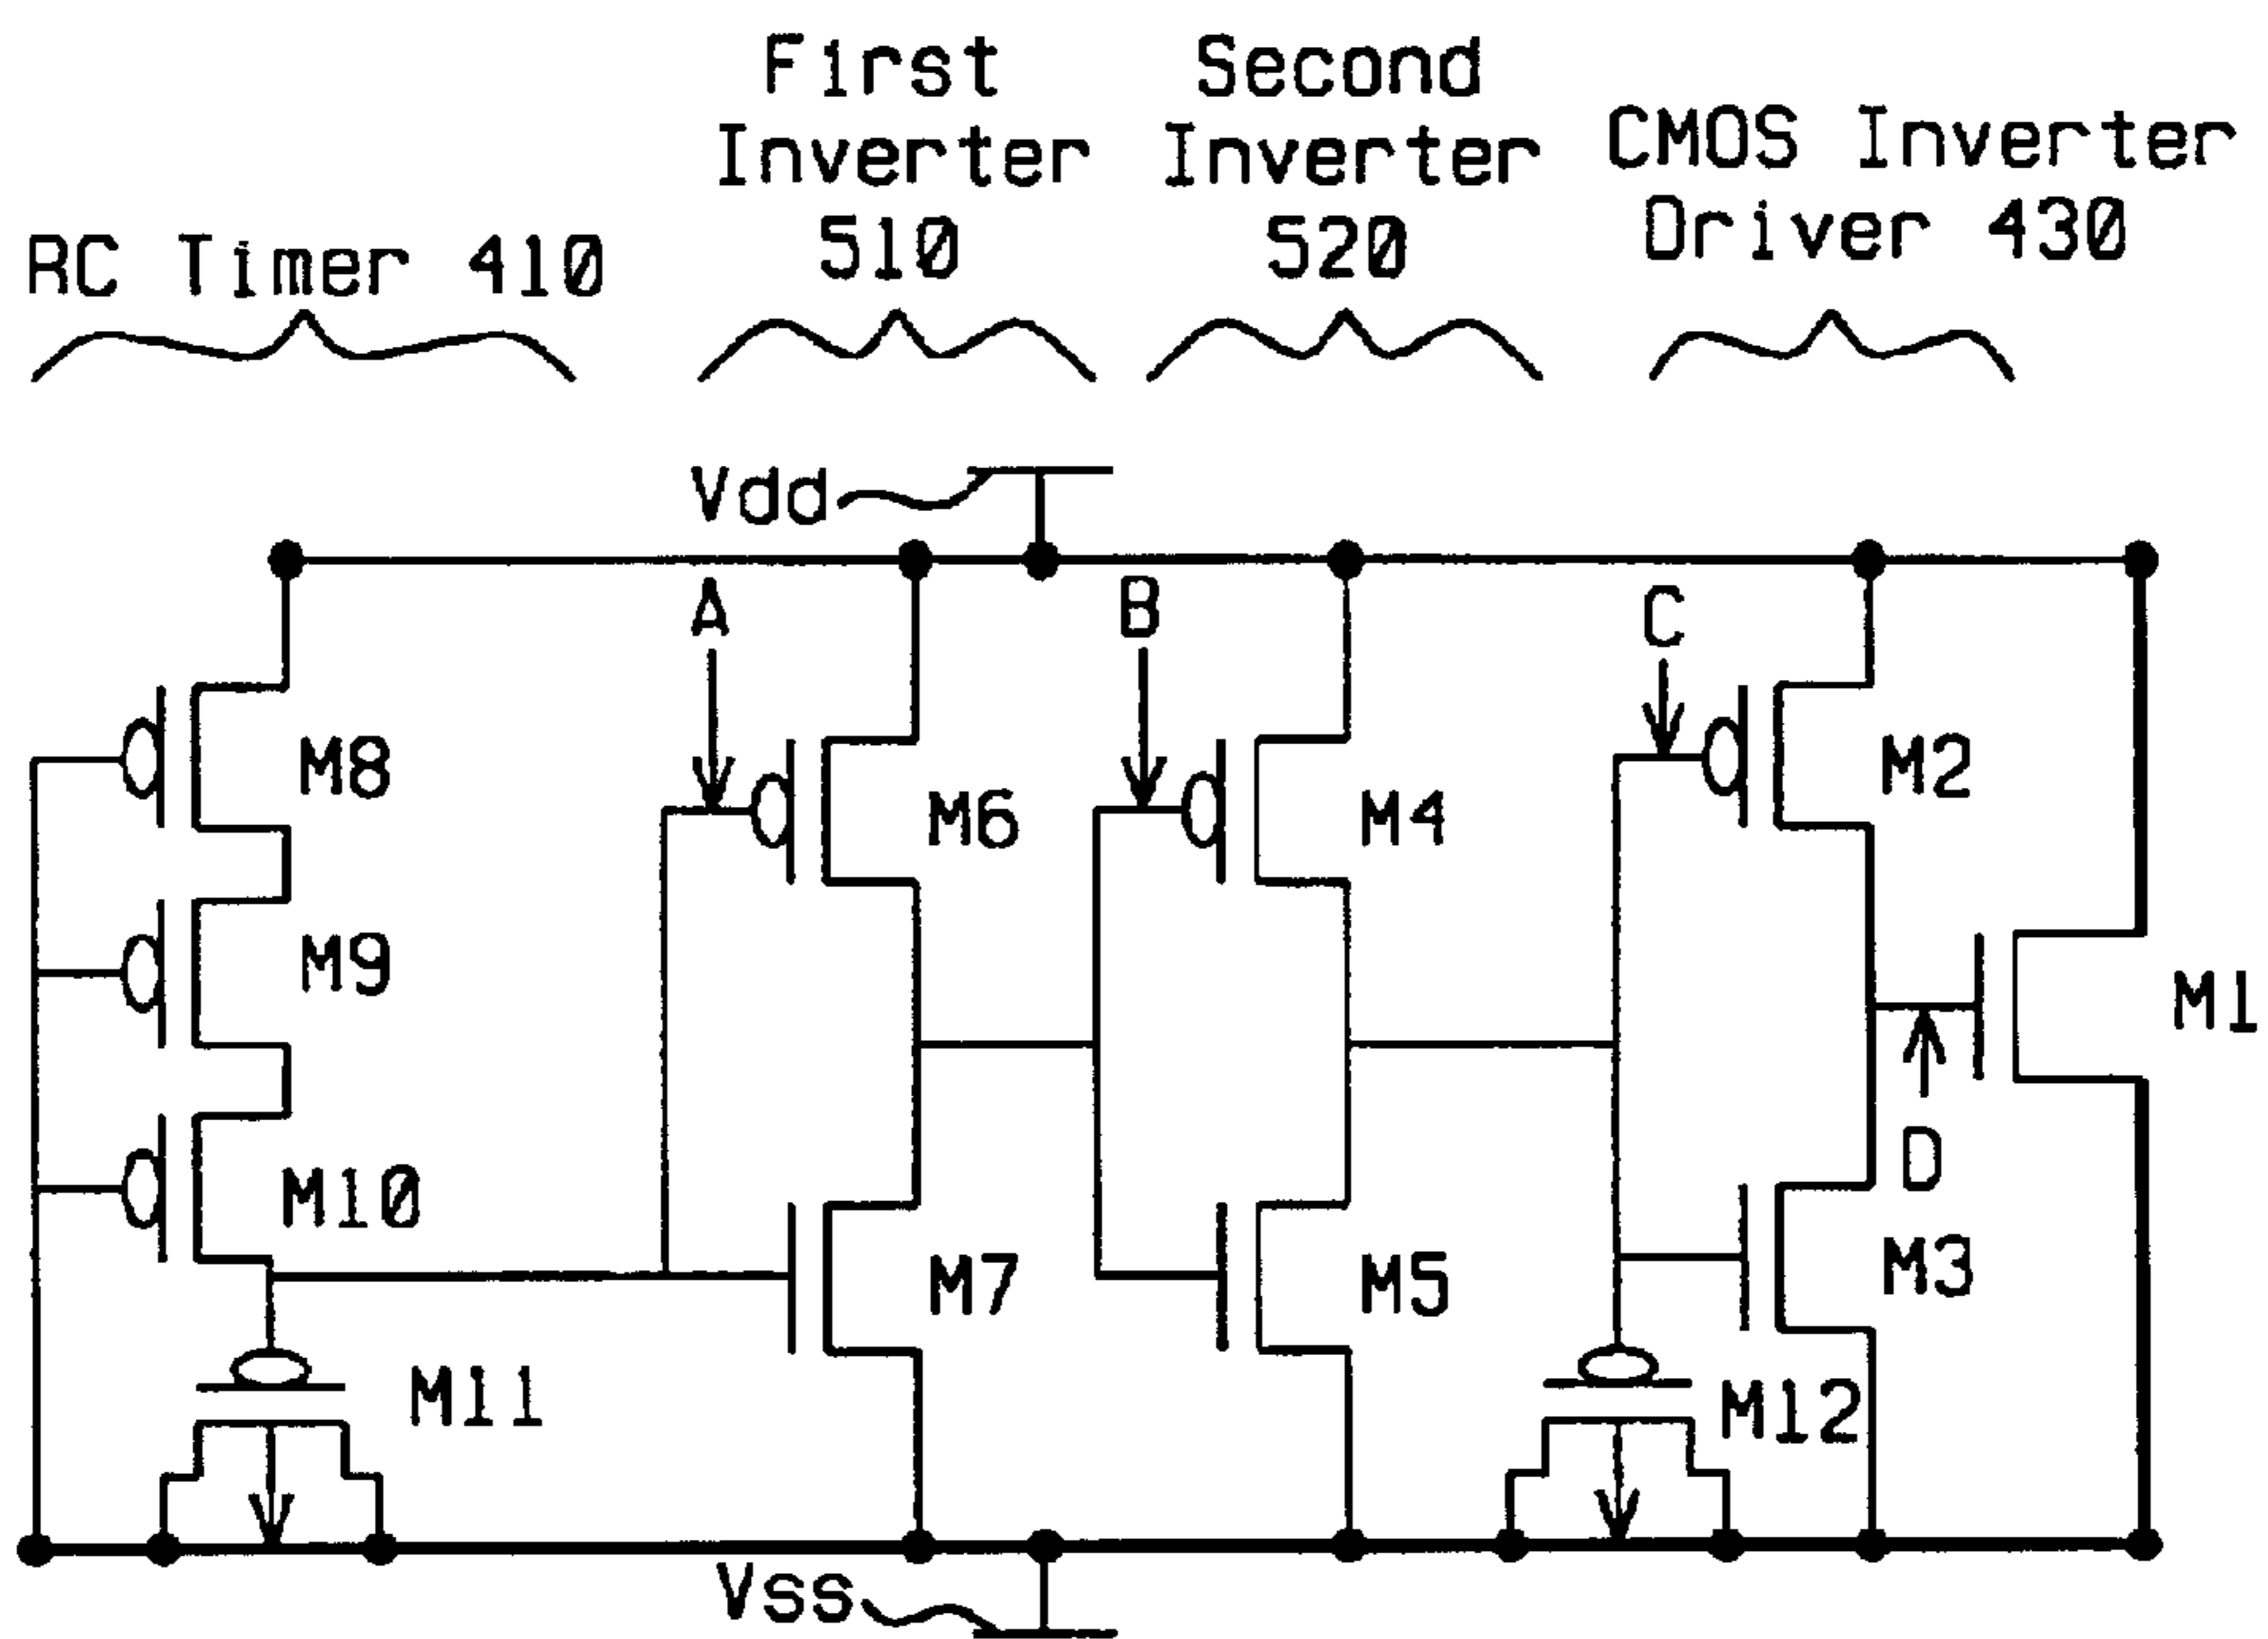 RC Timer 410
First
Inverter
510
Second
Inverter
520
CMOS Inverter
Driver 430
Vdd
A
B
C
M8
M6
M4
M2
M9
M1
M10
D
M7
M5
M3
M11
M12
Vss